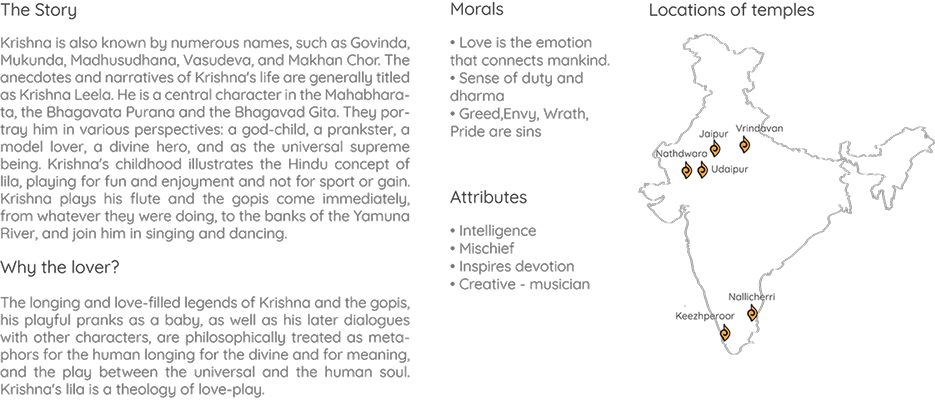 The Story
Krishna is also known by numerous names, such as Govinda,
Mukunda, Madhusudhana, Vasudeva, and Makhan Chor. The
anecdotes and narratives of Krishna's life are generally titled
as Krishna Leela. He is a central character in the Mahabhara-
ta, the Bhagavata Purana and the Bhagavad Gita. They por-
tray him in various perspectives: a god-child, a prankster, a
model lover, a divine hero, and as the universal supreme
being. Krishna's childhood illustrates the Hindu concept of
lila, playing for fun and enjoyment and not for sport or gain.
Krishna plays his flute and the gopis come immediately,
from whatever they were doing, to the banks of the Yamuna
River, and join him in singing and dancing.
Why the lover?
The longing and love-filled legends of Krishna and the gopis,
his playful pranks as a baby, as well as his later dialogues
with other characters, are philosophically treated as meta-
phors for the human longing for the divine and for meaning,
and the play between the universal and the human soul.
Krishna's lila is a theology of love-play.
Morals
• Love is the emotion
that connects mankind.
• Sense of duty and
dharma
• Greed,Envy, Wrath,
Pride are sins
Attributes
• Intelligence
• Mischief
• Inspires devotion
• Creative - musician
Locations of temples
Jaipur
Vrindavan
Nathdwara
Udaipur
Nallicherri
Keezhperoor